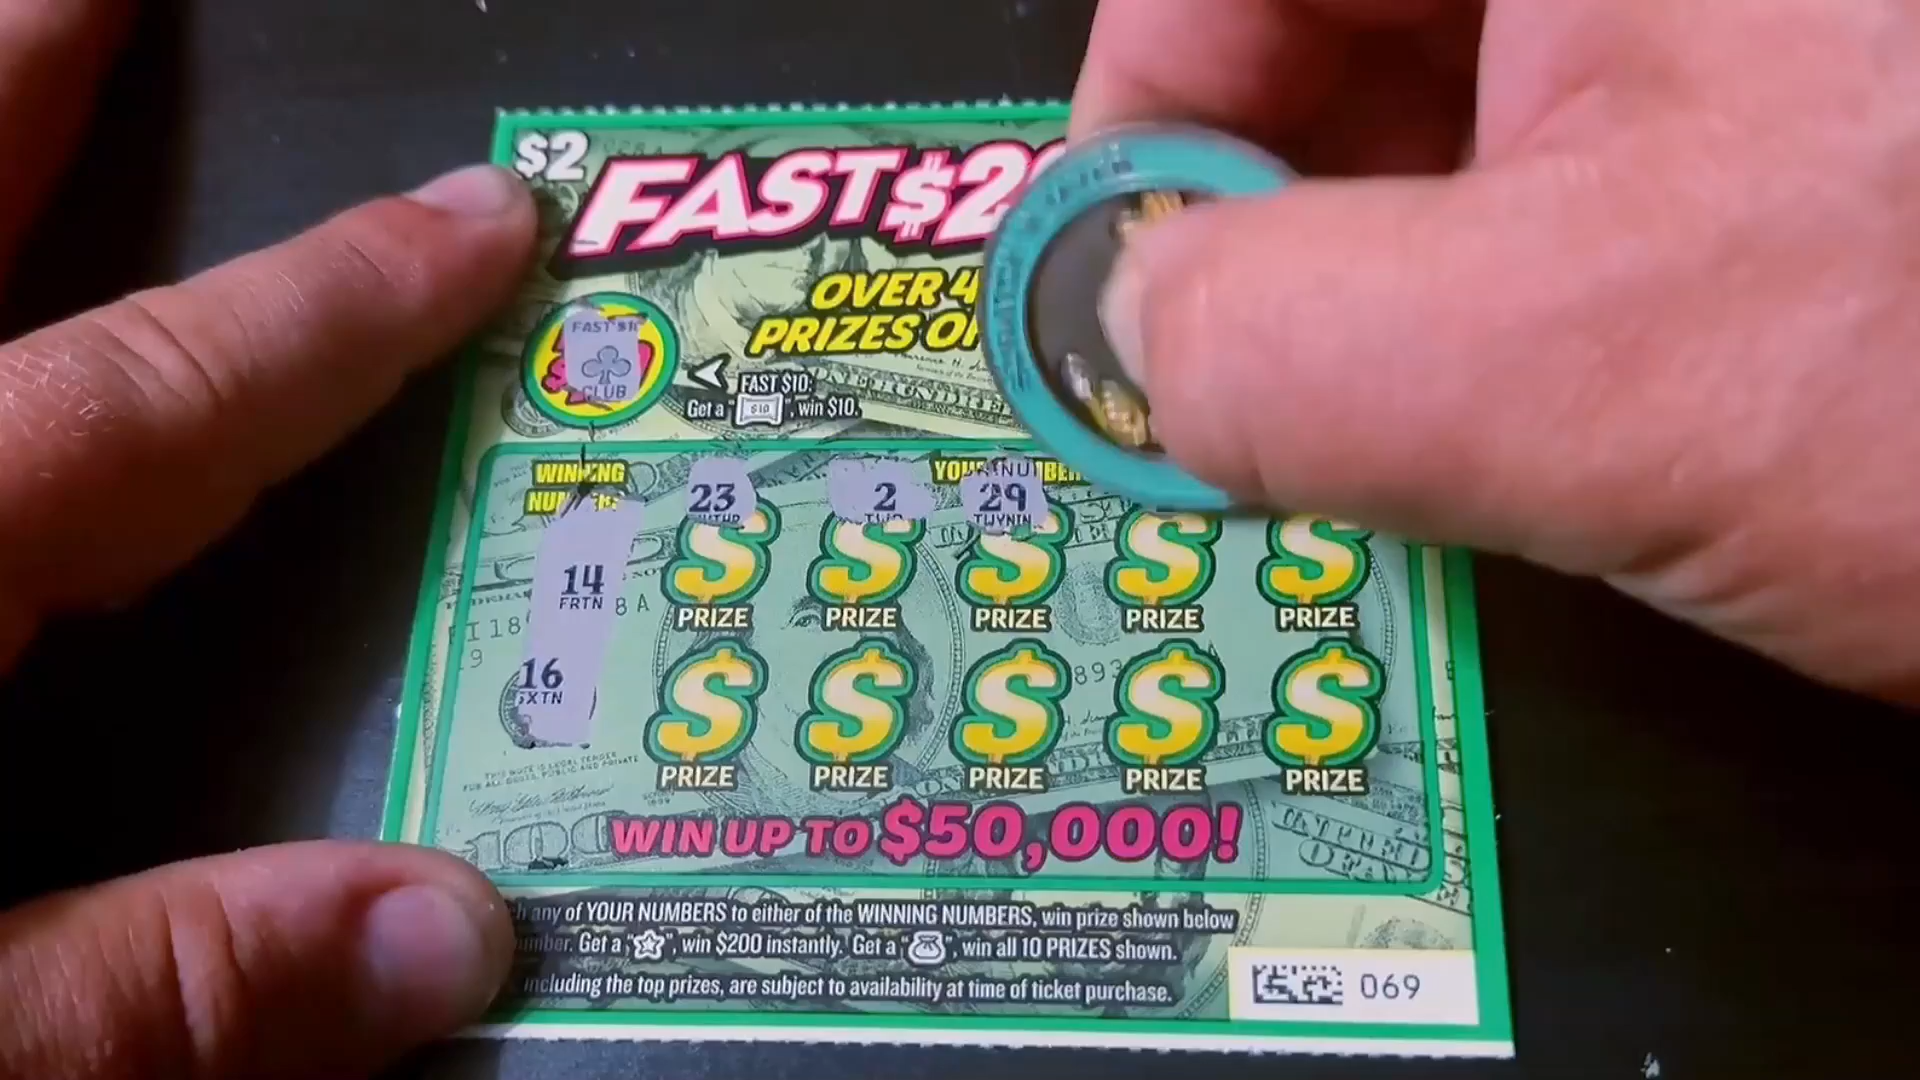 $2
FAST $2
OVER 4
PRIZES
FAST $1
CLUB
FAST $10:
Get a "$10", win $10.
WINNING
NUMBERS
YOUR NUMBER
23
2
29
TWYNIN
14
FRTN
16
SXTN
PRIZE PRIZE PRIZE PRIZE PRIZE
PRIZE PRIZE PRIZE PRIZE PRIZE
WIN UP TO $50,000!
any of YOUR NUMBERS to either of the WINNING NUMBERS, win prize shown below
number. Get a "", win $200 instantly. Get a "", win all 10 PRIZES shown.
including the top prizes, are subject to availability at time of ticket purchase.
069